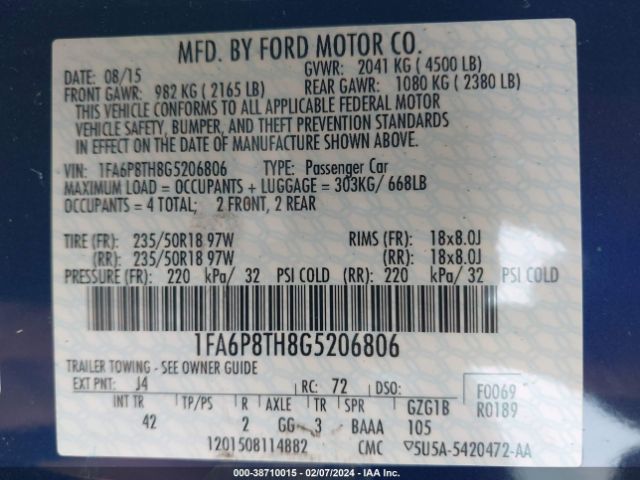 MFD. BY FORD MOTOR CO.
DATE: 08/15 GVWR: 2041 KG ( 4500 LB)
FRONT GAWR: 982 KG ( 2165 LB) REAR GAWR: 1080 KG ( 2380 LB)
THIS VEHICLE CONFORMS TO ALL APPLICABLE FEDERAL MOTOR
VEHICLE SAFETY, BUMPER, AND THEFT PREVENTION STANDARDS
IN EFFECT ON THE DATE OF MANUFACTURE SHOWN ABOVE.
VIN: 1FA6P8TH8G5206806 TYPE: Passenger Car
MAXIMUM LOAD = OCCUPANTS + LUGGAGE = 303KG/ 668LB
OCCUPANTS = 4 TOTAL; 2 FRONT, 2 REAR
TIRE (FR): 235/50R18 97W RIMS (FR): 18x8.0J
(RR): 235/50R18 97W (RR): 18x8.0J
PRESSURE (FR): 220 kPa/ 32 PSI COLD (RR): 220 kPa/ 32 PSI COLD
1FA6P8TH8G5206806
TRAILER TOWING - SEE OWNER GUIDE
EXT PNT: J4 RC: 72 DSO: F0069
INT TR TP/PS R AXLE TR SPR GZG1B R0189
42 2 GG 3 BAAA 105
1201508114882 CMC 5U5A-5420472-AA
000-38710015 - 02/07/2024 - IAA Inc.